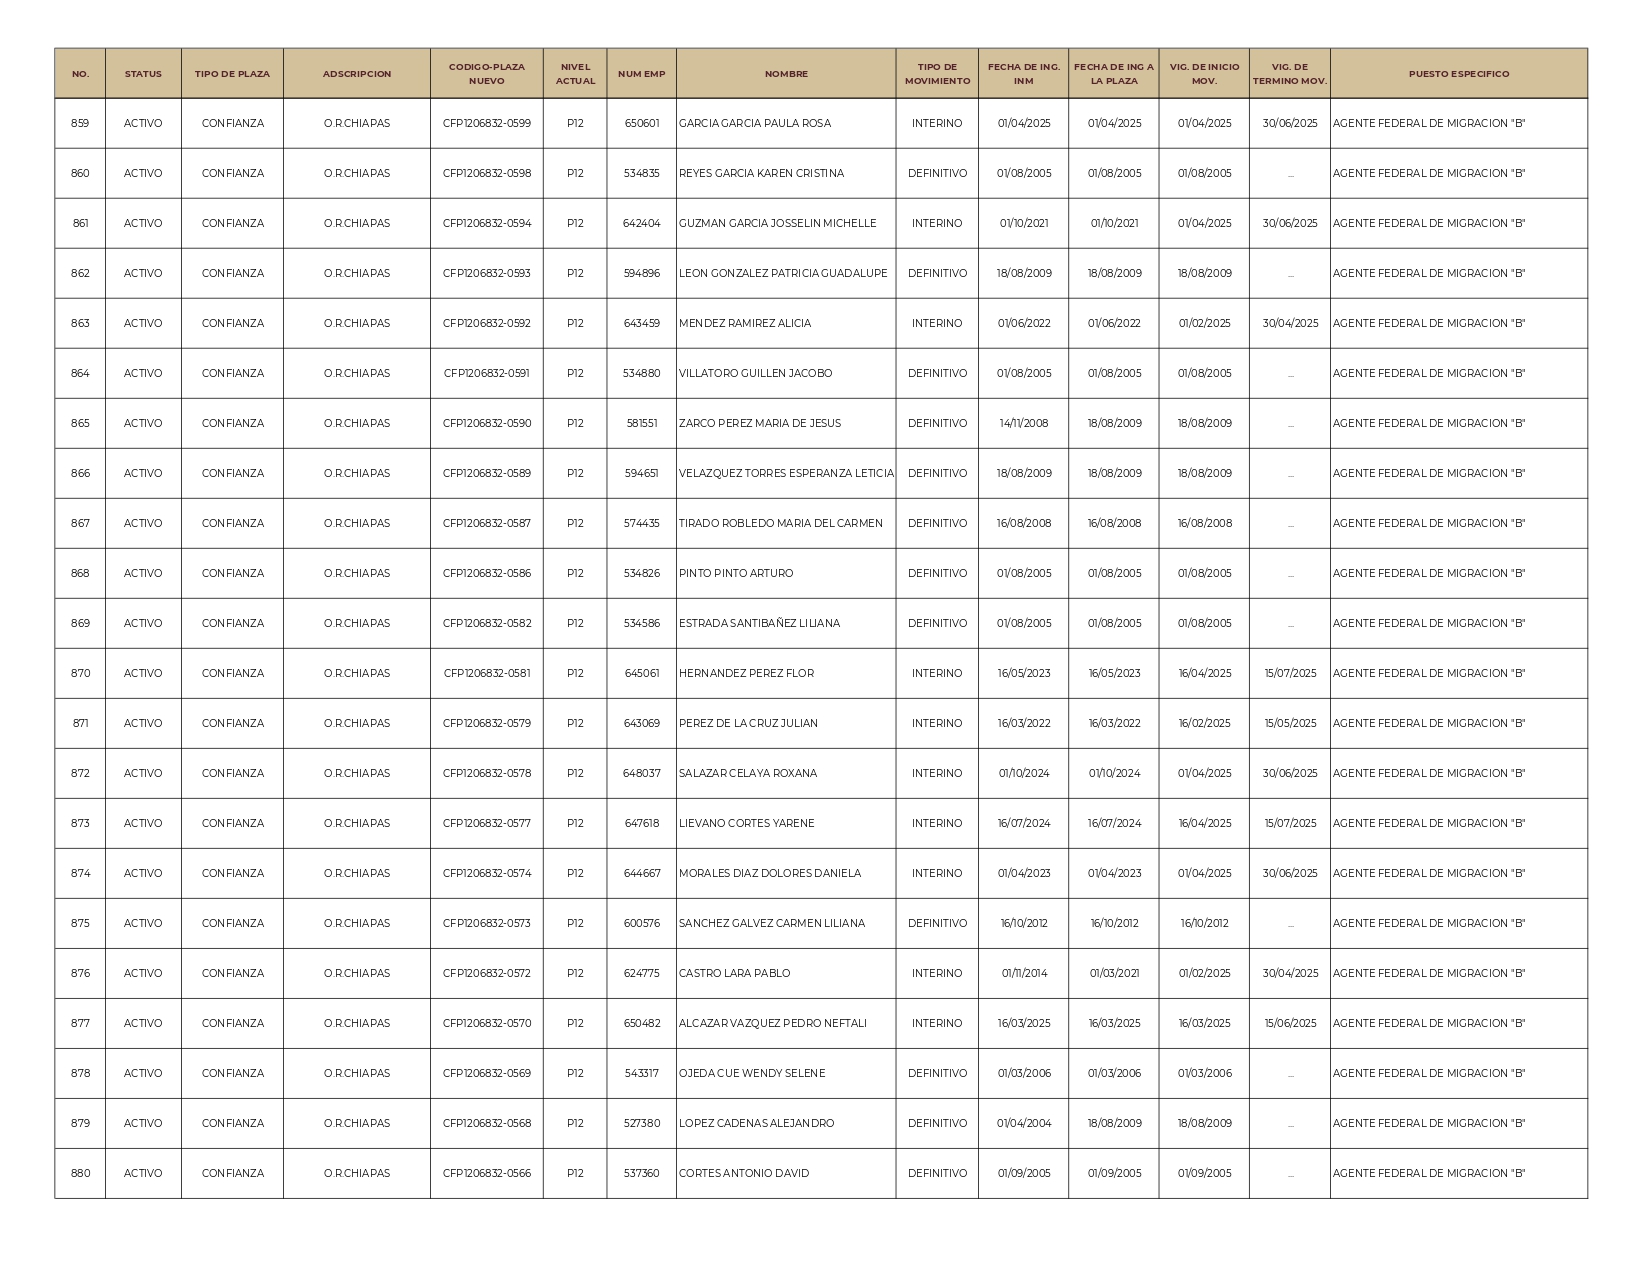 NO. STATUS TIPO DE PLAZA ADSCRIPCION CODIGO-PLAZA NUEVO NIVEL ACTUAL NUM EMP NOMBRE TIPO DE MOVIMIENTO FECHA DE ING. INM FECHA DE ING A LA PLAZA VIG. DE INICIO MOV. VIG. DE TERMINO MOV. PUESTO ESPECIFICO
859 ACTIVO CONFIANZA O.R.CHIAPAS CFP1206832-0599 P12 650601 GARCIA GARCIA PAULA ROSA INTERINO 01/04/2025 01/04/2025 01/04/2025 30/06/2025 AGENTE FEDERAL DE MIGRACION "B"
860 ACTIVO CONFIANZA O.R.CHIAPAS CFP1206832-0598 P12 534835 REYES GARCIA KAREN CRISTINA DEFINITIVO 01/08/2005 01/08/2005 01/08/2005 ... AGENTE FEDERAL DE MIGRACION "B"
861 ACTIVO CONFIANZA O.R.CHIAPAS CFP1206832-0594 P12 642404 GUZMAN GARCIA JOSSELIN MICHELLE INTERINO 01/10/2021 01/10/2021 01/04/2025 30/06/2025 AGENTE FEDERAL DE MIGRACION "B"
862 ACTIVO CONFIANZA O.R.CHIAPAS CFP1206832-0593 P12 594896 LEON GONZALEZ PATRICIA GUADALUPE DEFINITIVO 18/08/2009 18/08/2009 18/08/2009 ... AGENTE FEDERAL DE MIGRACION "B"
863 ACTIVO CONFIANZA O.R.CHIAPAS CFP1206832-0592 P12 643459 MENDEZ RAMIREZ ALICIA INTERINO 01/06/2022 01/06/2022 01/02/2025 30/04/2025 AGENTE FEDERAL DE MIGRACION "B"
864 ACTIVO CONFIANZA O.R.CHIAPAS CFP1206832-0591 P12 534880 VILLATORO GUILLEN JACOBO DEFINITIVO 01/08/2005 01/08/2005 01/08/2005 ... AGENTE FEDERAL DE MIGRACION "B"
865 ACTIVO CONFIANZA O.R.CHIAPAS CFP1206832-0590 P12 581551 ZARCO PEREZ MARIA DE JESUS DEFINITIVO 14/11/2008 18/08/2009 18/08/2009 ... AGENTE FEDERAL DE MIGRACION "B"
866 ACTIVO CONFIANZA O.R.CHIAPAS CFP1206832-0589 P12 594651 VELAZQUEZ TORRES ESPERANZA LETICIA DEFINITIVO 18/08/2009 18/08/2009 18/08/2009 ... AGENTE FEDERAL DE MIGRACION "B"
867 ACTIVO CONFIANZA O.R.CHIAPAS CFP1206832-0587 P12 574435 TIRADO ROBLEDO MARIA DEL CARMEN DEFINITIVO 16/08/2008 16/08/2008 16/08/2008 ... AGENTE FEDERAL DE MIGRACION "B"
868 ACTIVO CONFIANZA O.R.CHIAPAS CFP1206832-0586 P12 534826 PINTO PINTO ARTURO DEFINITIVO 01/08/2005 01/08/2005 01/08/2005 ... AGENTE FEDERAL DE MIGRACION "B"
869 ACTIVO CONFIANZA O.R.CHIAPAS CFP1206832-0582 P12 534586 ESTRADA SANTIBAÑEZ LILIANA DEFINITIVO 01/08/2005 01/08/2005 01/08/2005 ... AGENTE FEDERAL DE MIGRACION "B"
870 ACTIVO CONFIANZA O.R.CHIAPAS CFP1206832-0581 P12 645061 HERNANDEZ PEREZ FLOR INTERINO 16/05/2023 16/05/2023 16/04/2025 15/07/2025 AGENTE FEDERAL DE MIGRACION "B"
871 ACTIVO CONFIANZA O.R.CHIAPAS CFP1206832-0579 P12 643069 PEREZ DE LA CRUZ JULIAN INTERINO 16/03/2022 16/03/2022 16/02/2025 15/05/2025 AGENTE FEDERAL DE MIGRACION "B"
872 ACTIVO CONFIANZA O.R.CHIAPAS CFP1206832-0578 P12 648037 SALAZAR CELAYA ROXANA INTERINO 01/10/2024 01/10/2024 01/04/2025 30/06/2025 AGENTE FEDERAL DE MIGRACION "B"
873 ACTIVO CONFIANZA O.R.CHIAPAS CFP1206832-0577 P12 647618 LIEVANO CORTES YARENE INTERINO 16/07/2024 16/07/2024 16/04/2025 15/07/2025 AGENTE FEDERAL DE MIGRACION "B"
874 ACTIVO CONFIANZA O.R.CHIAPAS CFP1206832-0574 P12 644667 MORALES DIAZ DOLORES DANIELA INTERINO 01/04/2023 01/04/2023 01/04/2025 30/06/2025 AGENTE FEDERAL DE MIGRACION "B"
875 ACTIVO CONFIANZA O.R.CHIAPAS CFP1206832-0573 P12 600576 SANCHEZ GALVEZ CARMEN LILIANA DEFINITIVO 16/10/2012 16/10/2012 16/10/2012 ... AGENTE FEDERAL DE MIGRACION "B"
876 ACTIVO CONFIANZA O.R.CHIAPAS CFP1206832-0572 P12 624775 CASTRO LARA PABLO INTERINO 01/11/2014 01/03/2021 01/02/2025 30/04/2025 AGENTE FEDERAL DE MIGRACION "B"
877 ACTIVO CONFIANZA O.R.CHIAPAS CFP1206832-0570 P12 650482 ALCAZAR VAZQUEZ PEDRO NEFTALI INTERINO 16/03/2025 16/03/2025 16/03/2025 15/06/2025 AGENTE FEDERAL DE MIGRACION "B"
878 ACTIVO CONFIANZA O.R.CHIAPAS CFP1206832-0569 P12 543317 OJEDA CUE WENDY SELENE DEFINITIVO 01/03/2006 01/03/2006 01/03/2006 ... AGENTE FEDERAL DE MIGRACION "B"
879 ACTIVO CONFIANZA O.R.CHIAPAS CFP1206832-0568 P12 527380 LOPEZ CADENAS ALEJANDRO DEFINITIVO 01/04/2004 18/08/2009 18/08/2009 ... AGENTE FEDERAL DE MIGRACION "B"
880 ACTIVO CONFIANZA O.R.CHIAPAS CFP1206832-0566 P12 537360 CORTES ANTONIO DAVID DEFINITIVO 01/09/2005 01/09/2005 01/09/2005 ... AGENTE FEDERAL DE MIGRACION "B"